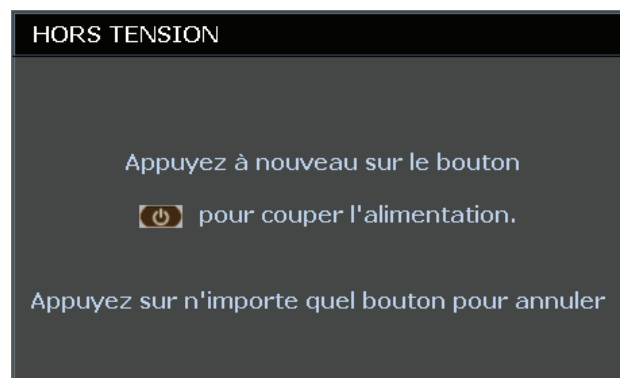 HORS TENSION
Appuyez à nouveau sur le bouton
pour couper l'alimentation.
Appuyez sur n'importe quel bouton pour annuler